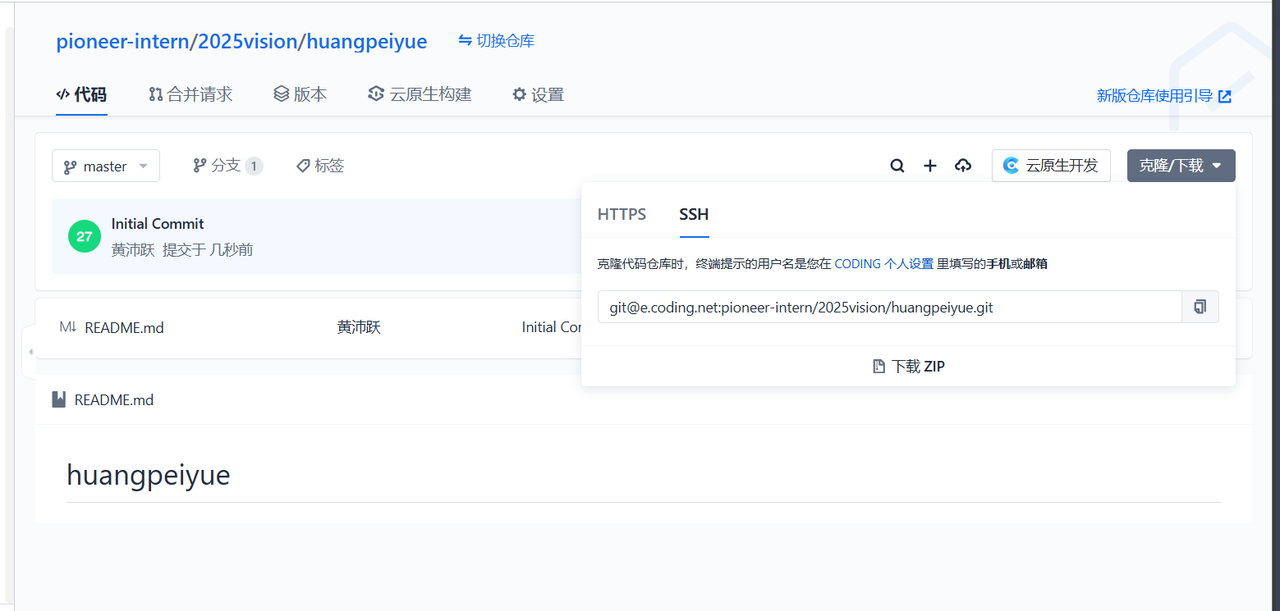 pioneer-intern/2025vision/huangpeiyue 切换仓库
代码 合并请求 版本 云原生构建 设置 新版仓库使用引导
master 分支 1 标签 云原生开发 克隆/下载
HTTPS SSH
27 Initial Commit
黄沛跃 提交于 几秒前
克隆代码仓库时，终端提示的用户名是您在 CODING 个人设置 里填写的手机或邮箱
git@e.coding.net:pioneer-intern/2025vision/huangpeiyue.git
M↓ README.md 黄沛跃 Initial Cor
下载 ZIP
README.md
huangpeiyue